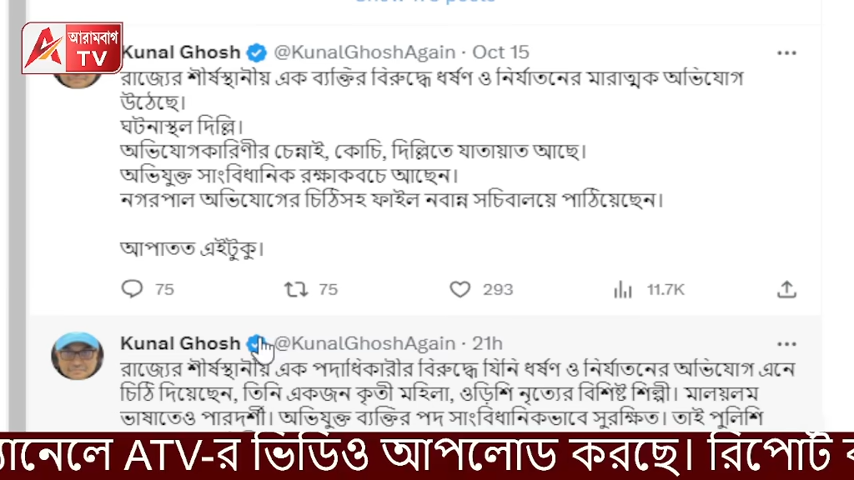 আরামবাগ
TV
Kunal Ghosh @KunalGhoshAgain · Oct 15
রাজ্যের শীর্ষস্থানীয় এক ব্যক্তির বিরুদ্ধে ধর্ষণ ও নির্যাতনের মারাত্মক অভিযোগ
উঠেছে।
ঘটনাস্থল দিল্লি।
অভিযোগকারিণীর চেন্নাই, কোচি, দিল্লিতে যাতায়াত আছে।
অভিযুক্ত সাংবিধানিক রক্ষাকবচে আছেন।
নগরপাল অভিযোগের চিঠিসহ ফাইল নবান্ন সচিবালয়ে পাঠিয়েছেন।
আপাতত এইটুকু।
75 75 293 11.7K
Kunal Ghosh @KunalGhoshAgain · 21h
রাজ্যের শীর্ষস্থানীয় এক পদাধিকারীর বিরুদ্ধে যিনি ধর্ষণ ও নির্যাতনের অভিযোগ এনে
চিঠি দিয়েছেন, তিনি একজন কৃতী মহিলা, ওড়িশি নৃত্যের বিশিষ্ট শিল্পী। মালয়লম
ভাষাতেও পারদর্শী। অভিযুক্ত ব্যক্তির পদ সাংবিধানিকভাবে সুরক্ষিত। তাই পুলিশি
ATV-র ভিডিও আপলোড করছে। রিপোর্ট